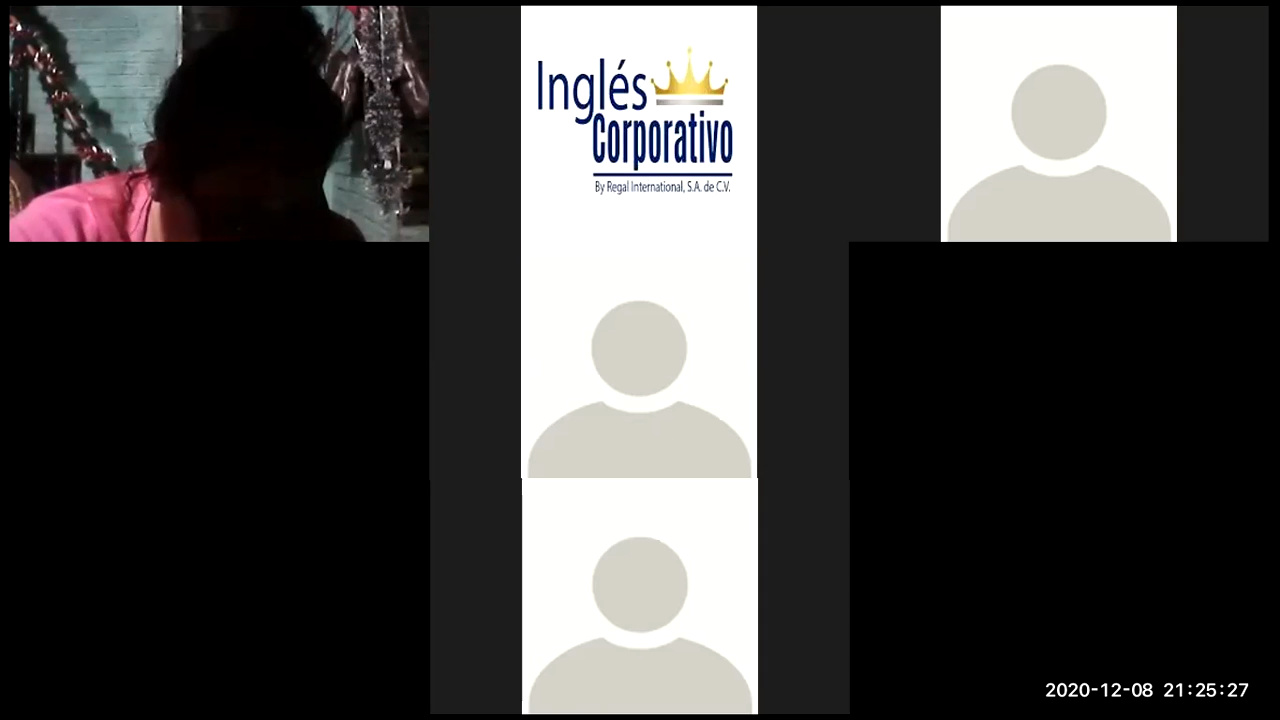 Inglés
Corporativo
By Regal International, S.A. de C.V.
2020-12-08 21:25:27